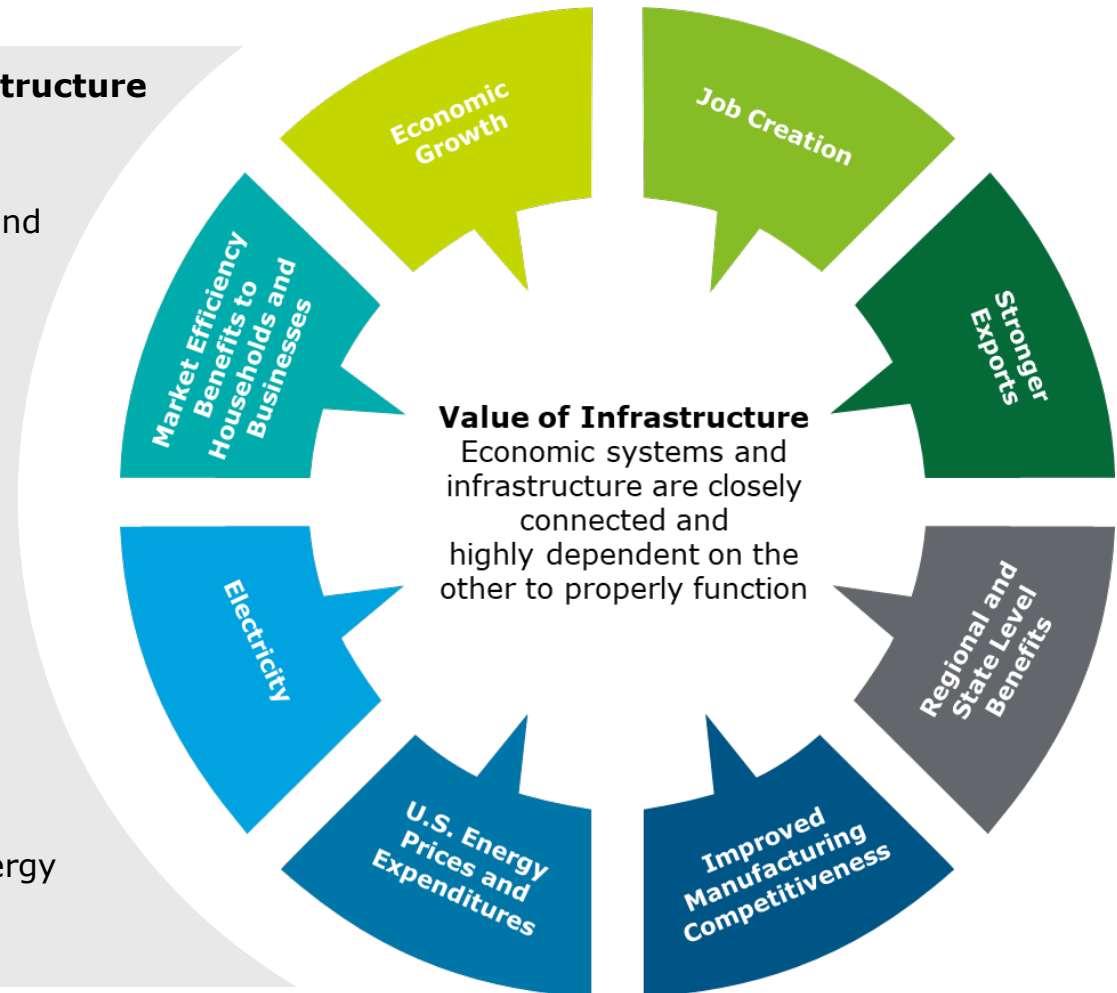 tructure
nd
ergy
Economic
Growth
Job Creation
Stronger
Exports
Regional and
State Level
Benefits
Improved
Manufacturing
Competitiveness
U.S. Energy
Prices and
Expenditures
Electricity
Market Efficiency
Benefits to
Households and
Businesses
Value of Infrastructure
Economic systems and
infrastructure are closely
connected and
highly dependent on the
other to properly function